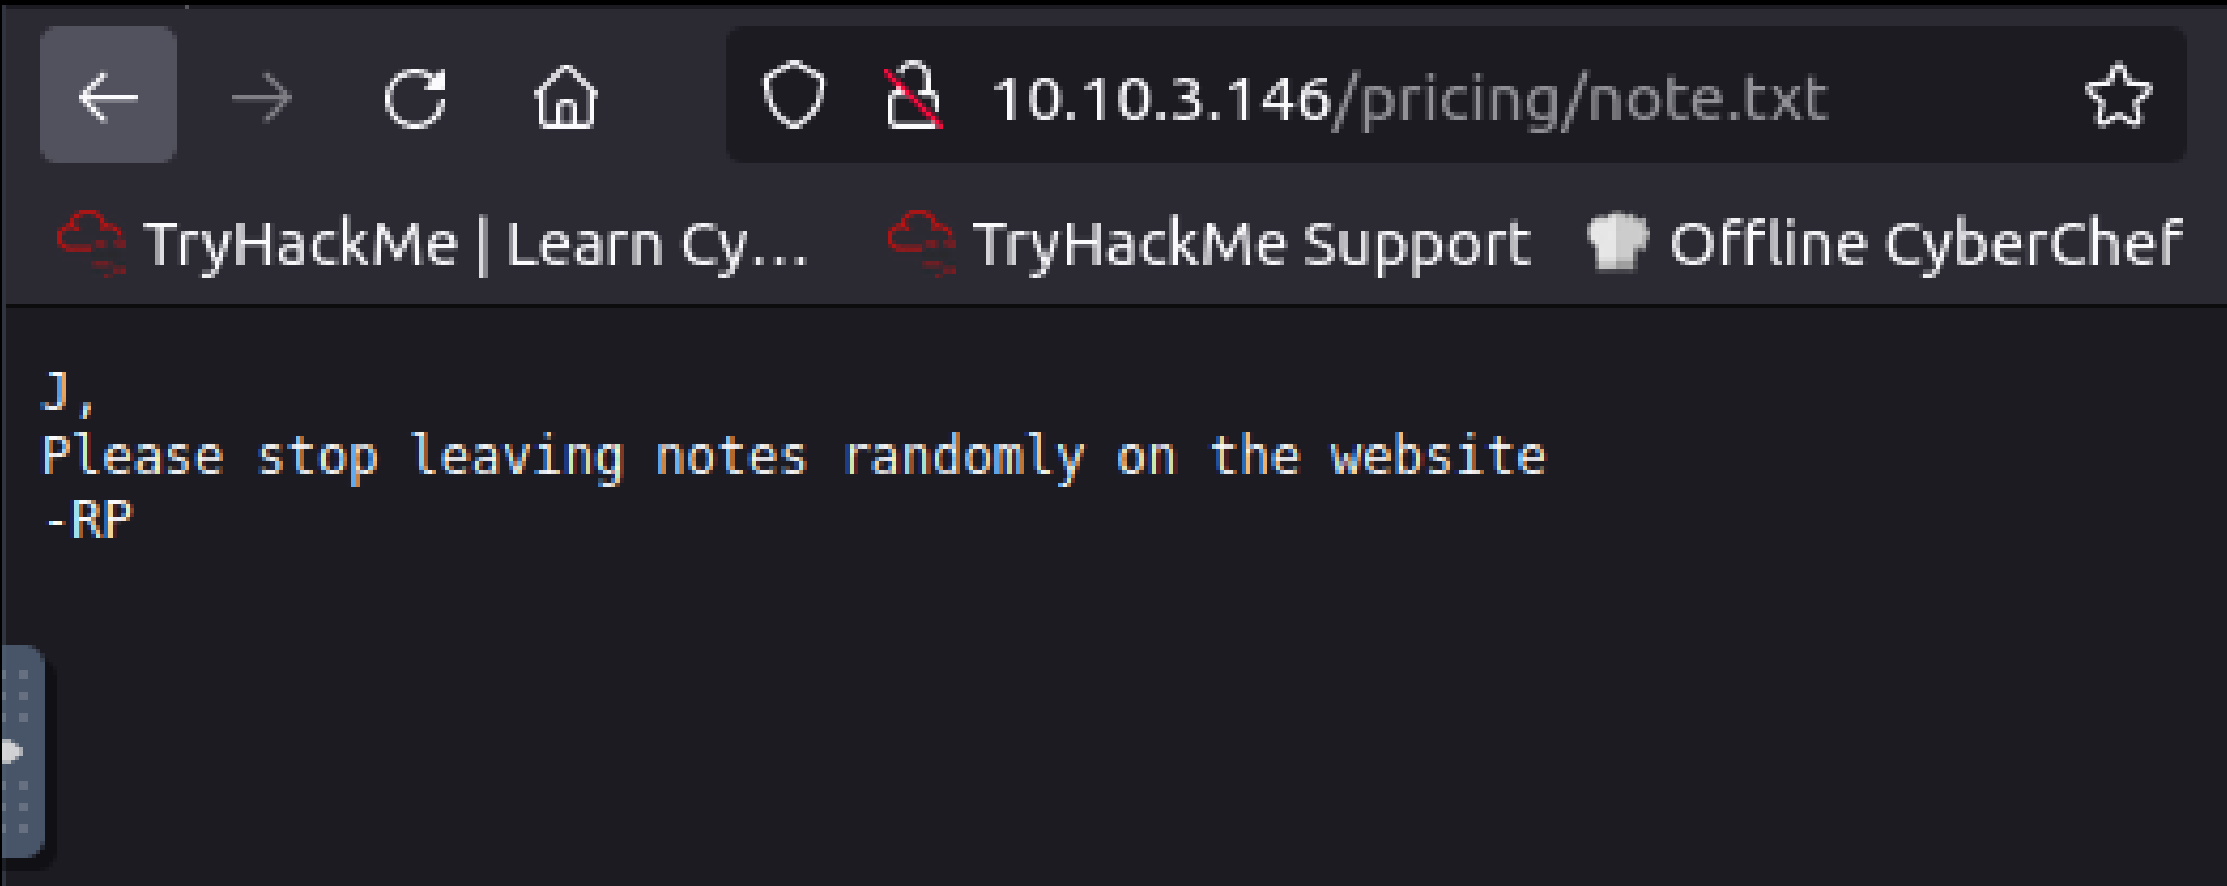 10.10.3.146/pricing/note.txt
TryHackMe | Learn Cy... TryHackMe Support Offline CyberChef
J,
Please stop leaving notes randomly on the website
-RP